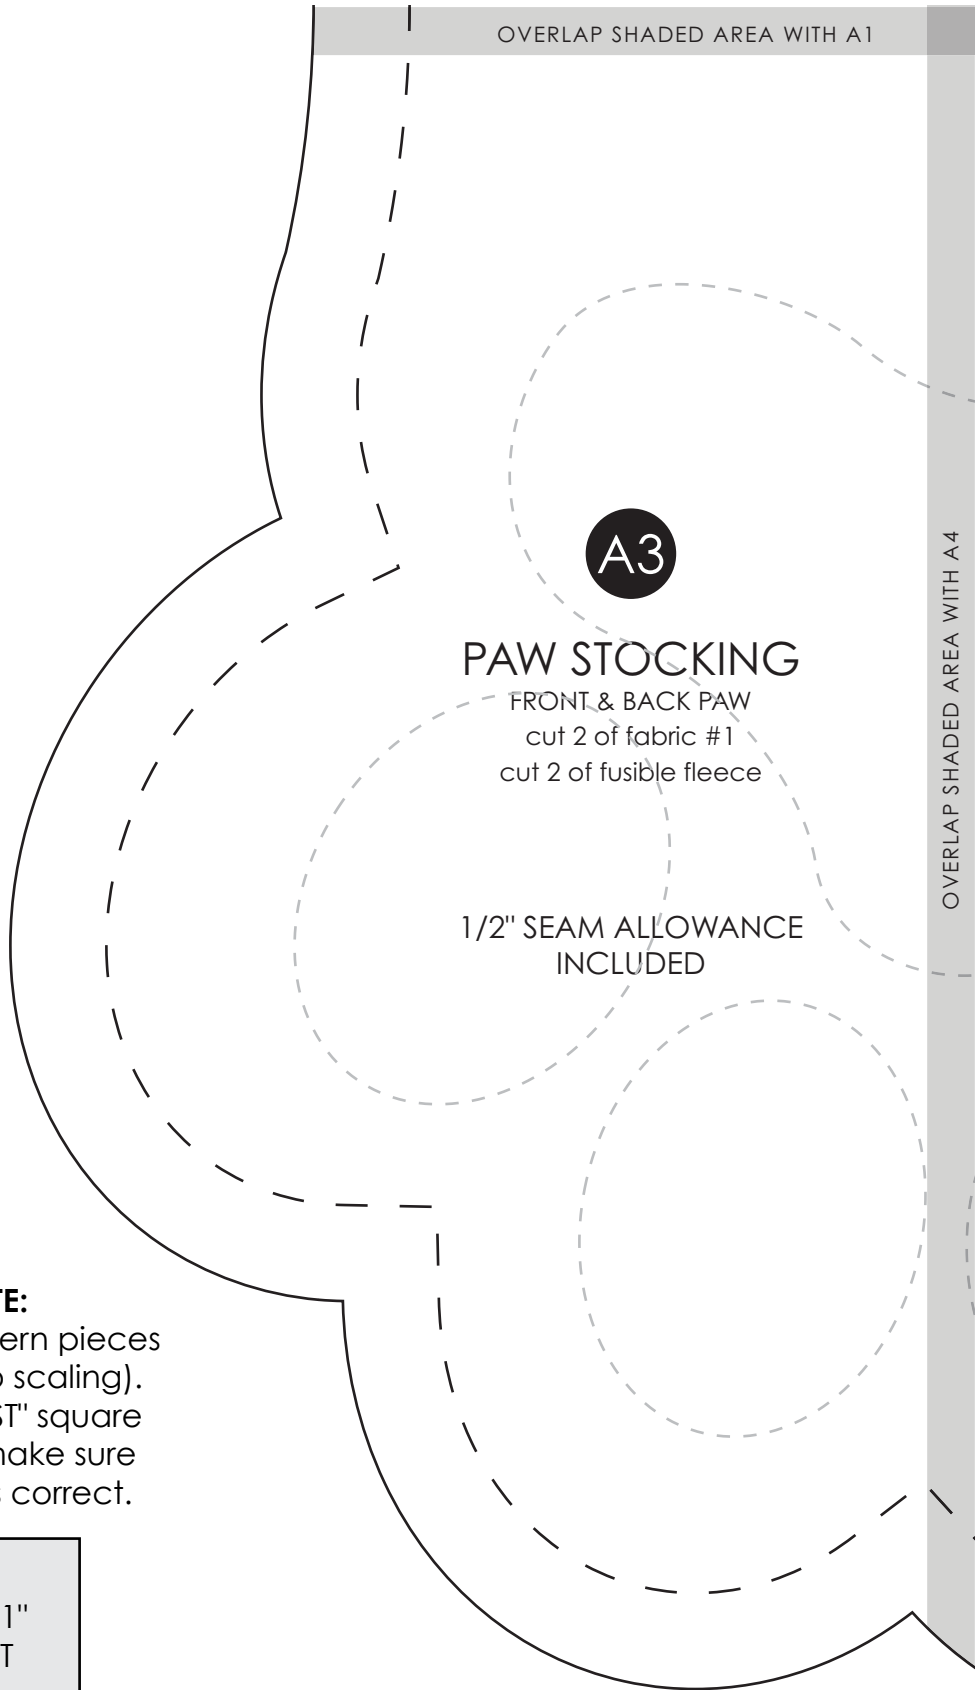 OVERLAP SHADED AREA WITH A1
A3
PAW STOCKING
FRONT & BACK PAW
cut 2 of fabric #1
cut 2 of fusible fleece
1/2" SEAM ALLOWANCE
INCLUDED
OVERLAP SHADED AREA WITH A4
TE:
ern pieces
o scaling).
ST" square
make sure
s correct.
1"
T